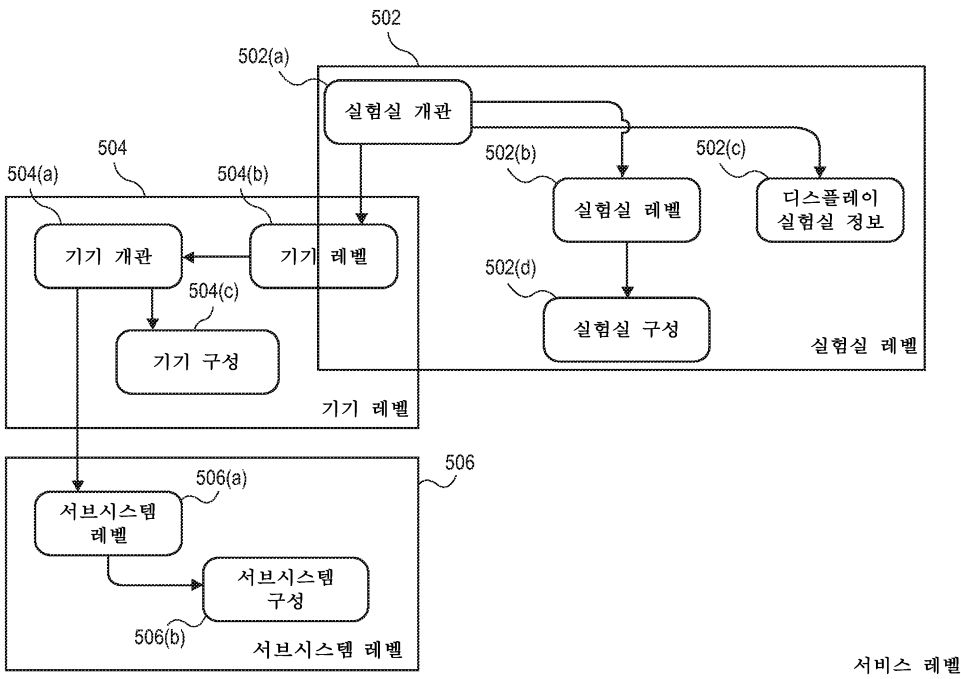 502
502(a)
실험실 개관
504
502(b)
502(c)
504(a)
504(b)
실험실 레벨
디스플레이
실험실 정보
기기 개관
기기 레벨
502(d)
504(c)
실험실 구성
기기 구성
실험실 레벨
기기 레벨
506
506(a)
서브시스템
레벨
서브시스템
구성
506(b)
서브시스템 레벨
서비스 레벨